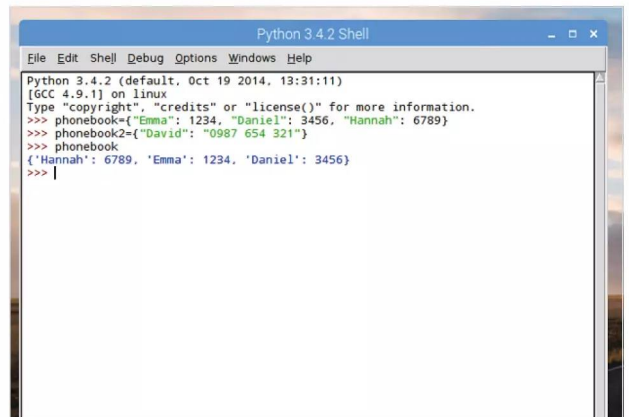 Python 3.4.2 Shell
File Edit Shell Debug Options Windows Help
Python 3.4.2 (default, Oct 19 2014, 13:31:11)
[GCC 4.9.1] on linux
Type "copyright", "credits" or "license()" for more information.
>>> phonebook={"Emma": 1234, "Daniel": 3456, "Hannah": 6789}
>>> phonebook2={"David": "0987 654 321"}
>>> phonebook
{'Hannah': 6789, 'Emma': 1234, 'Daniel': 3456}
>>>